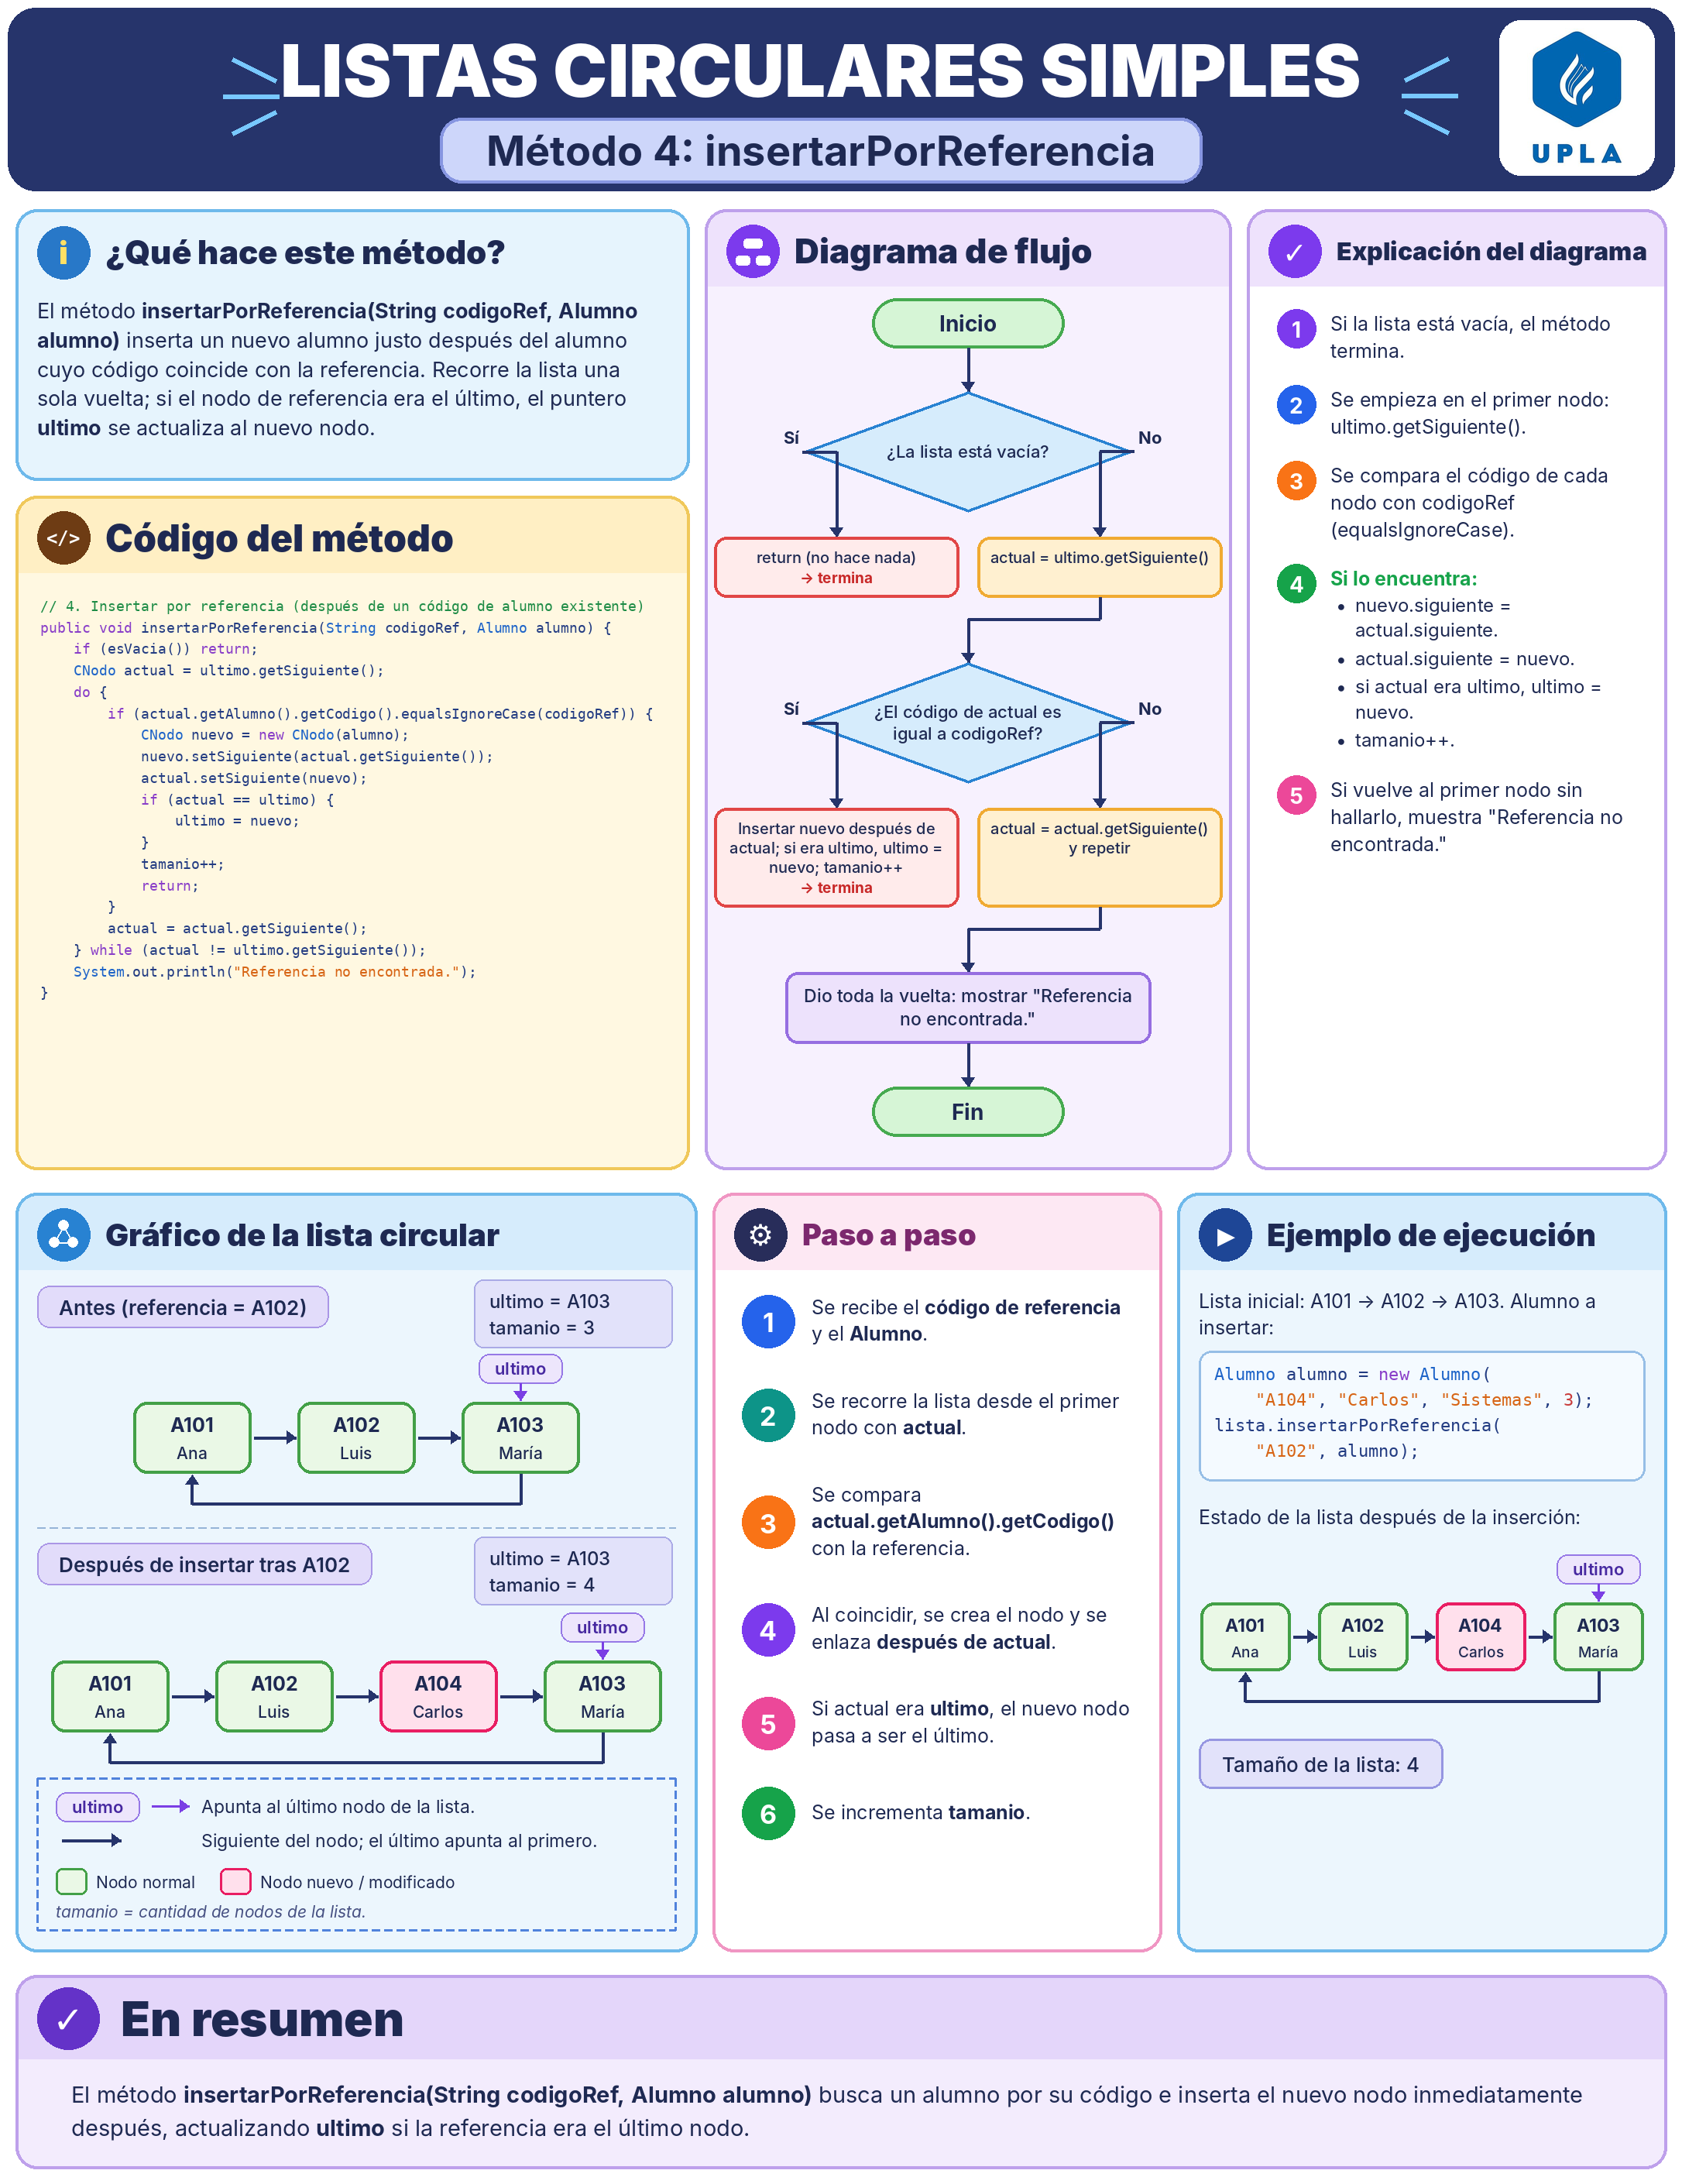 LISTAS CIRCULARES SIMPLES
Método 4: insertarPorReferencia
UPLA
i
¿Qué hace este método?
El método insertarPorReferencia(String codigoRef, Alumno
alumno) inserta un nuevo alumno justo después del alumno
cuyo código coincide con la referencia. Recorre la lista una
sola vuelta; si el nodo de referencia era el último, el puntero
ultimo se actualiza al nuevo nodo.
</>
Código del método
// 4. Insertar por referencia (después de un código de alumno existente)
public void insertarPorReferencia(String codigoRef, Alumno alumno) {
    if (esVacia()) return;
    CNodo actual = ultimo.getSiguiente();
    do {
        if (actual.getAlumno().getCodigo().equalsIgnoreCase(codigoRef)) {
            CNodo nuevo = new CNodo(alumno);
            nuevo.setSiguiente(actual.getSiguiente());
            actual.setSiguiente(nuevo);
            if (actual == ultimo) {
                ultimo = nuevo;
            }
            tamanio++;
            return;
        }
        actual = actual.getSiguiente();
    } while (actual != ultimo.getSiguiente());
    System.out.println("Referencia no encontrada.");
}
Diagrama de flujo
Inicio
¿La lista está vacía?
Sí
No
return (no hace nada)
→ termina
actual = ultimo.getSiguiente()
¿El código de actual es
igual a codigoRef?
Sí
No
Insertar nuevo después de
actual; si era ultimo, ultimo =
nuevo; tamanio++
→ termina
actual = actual.getSiguiente()
y repetir
Dio toda la vuelta: mostrar "Referencia
no encontrada."
Fin
✓
Explicación del diagrama
1
Si la lista está vacía, el método
termina.
2
Se empieza en el primer nodo:
ultimo.getSiguiente().
3
Se compara el código de cada
nodo con codigoRef
(equalsIgnoreCase).
4
Si lo encuentra:
• nuevo.siguiente =
actual.siguiente.
• actual.siguiente = nuevo.
• si actual era ultimo, ultimo =
nuevo.
• tamanio++.
5
Si vuelve al primer nodo sin
hallarlo, muestra "Referencia no
encontrada."
Gráfico de la lista circular
Antes (referencia = A102)
ultimo = A103
tamanio = 3
ultimo
A101
Ana
A102
Luis
A103
María
Después de insertar tras A102
ultimo = A103
tamanio = 4
ultimo
A101
Ana
A102
Luis
A104
Carlos
A103
María
ultimo
Apunta al último nodo de la lista.
Siguiente del nodo; el último apunta al primero.
Nodo normal
Nodo nuevo / modificado
tamanio = cantidad de nodos de la lista.
Paso a paso
1
Se recibe el código de referencia
y el Alumno.
2
Se recorre la lista desde el primer
nodo con actual.
3
Se compara
actual.getAlumno().getCodigo()
con la referencia.
4
Al coincidir, se crea el nodo y se
enlaza después de actual.
5
Si actual era ultimo, el nuevo nodo
pasa a ser el último.
6
Se incrementa tamanio.
Ejemplo de ejecución
Lista inicial: A101 → A102 → A103. Alumno a
insertar:
Alumno alumno = new Alumno(
    "A104", "Carlos", "Sistemas", 3);
lista.insertarPorReferencia(
    "A102", alumno);
Estado de la lista después de la inserción:
ultimo
A101
Ana
A102
Luis
A104
Carlos
A103
María
Tamaño de la lista: 4
✓
En resumen
El método insertarPorReferencia(String codigoRef, Alumno alumno) busca un alumno por su código e inserta el nuevo nodo inmediatamente
después, actualizando ultimo si la referencia era el último nodo.